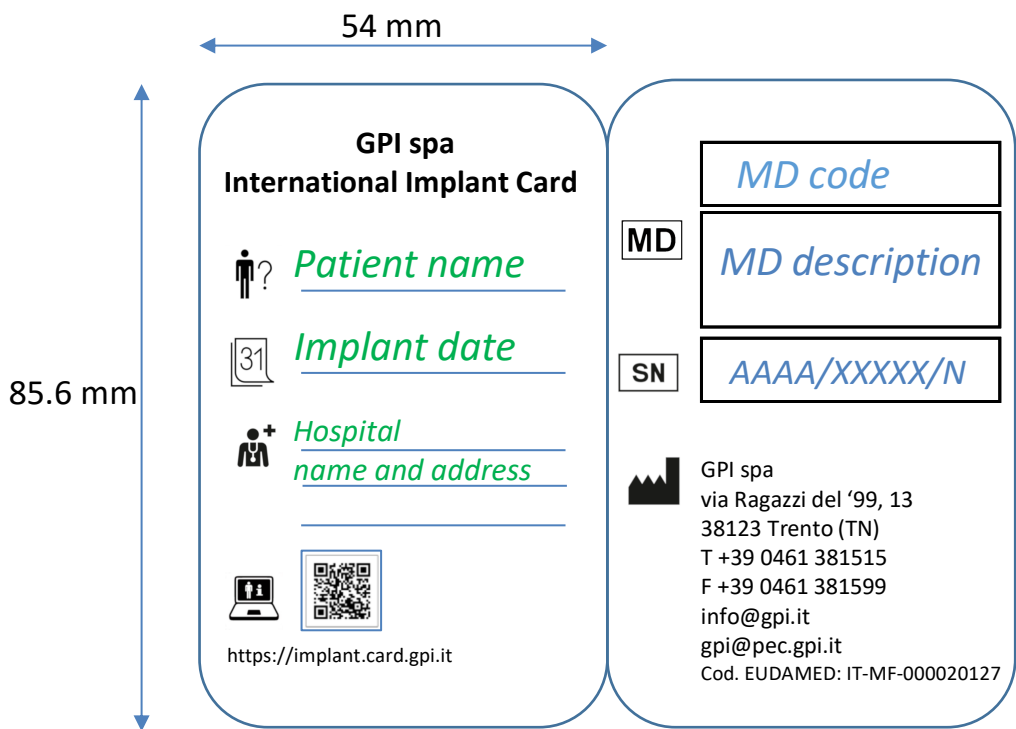 54 mm
85.6 mm
GPI spa
International Implant Card
? Patient name
31 Implant date
Hospital
name and address
https://implant.card.gpi.it
MD code
MD
MD description
SN
AAAA/XXXXX/N
GPI spa
via Ragazzi del ‘99, 13
38123 Trento (TN)
T +39 0461 381515
F +39 0461 381599
info@gpi.it
gpi@pec.gpi.it
Cod. EUDAMED: IT-MF-000020127